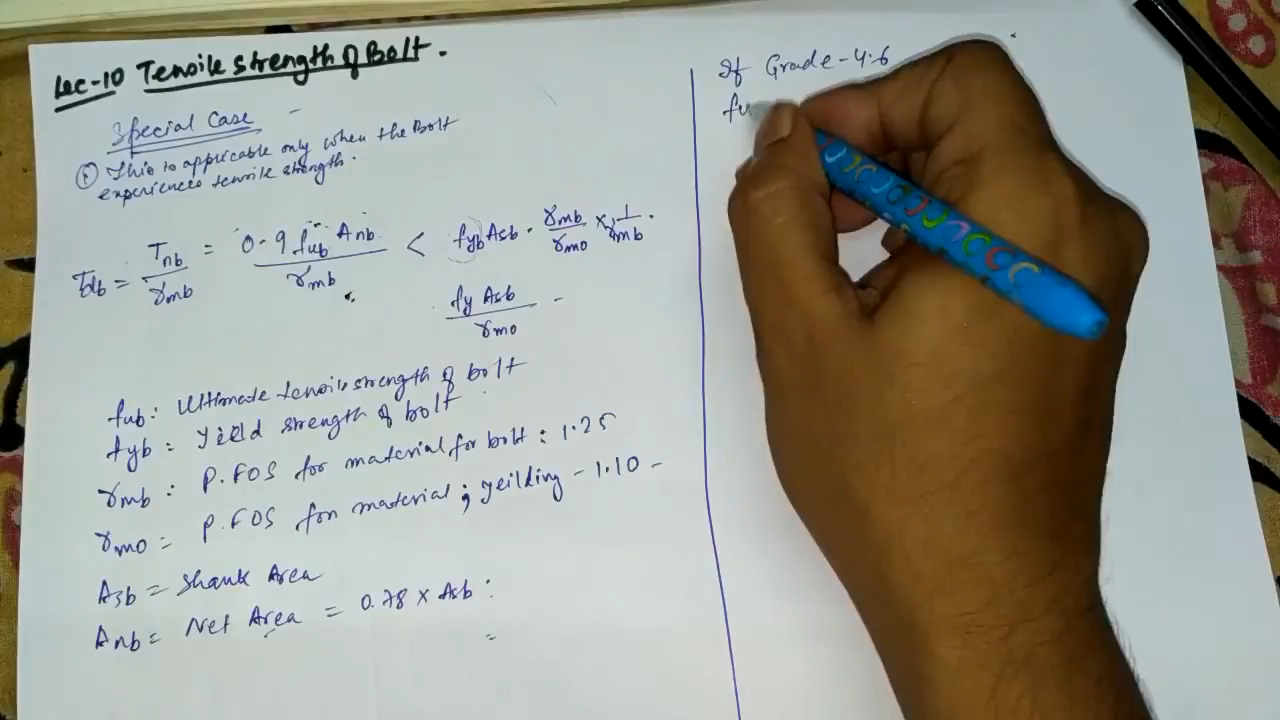 Lec-10 Tensile strength of Bolt.
Special Case
This is applicable only when the Bolt
experiences tensile strength.
Tdb = Tnb/γmb = 0.9 fub Anb/γmb < fyb Asb · γmb/γmo × 1/γmb.
fy Asb/γmo
fub: Ultimate tensile strength of bolt
fyb: Yield strength of bolt
γmb: P.FOS for material for bolt: 1.25
γmo = P.FOS for material; yeilding - 1.10 -
Asb = Shank Area
Anb = Net Area = 0.78 × Asb :
If Grade-4.6
fu